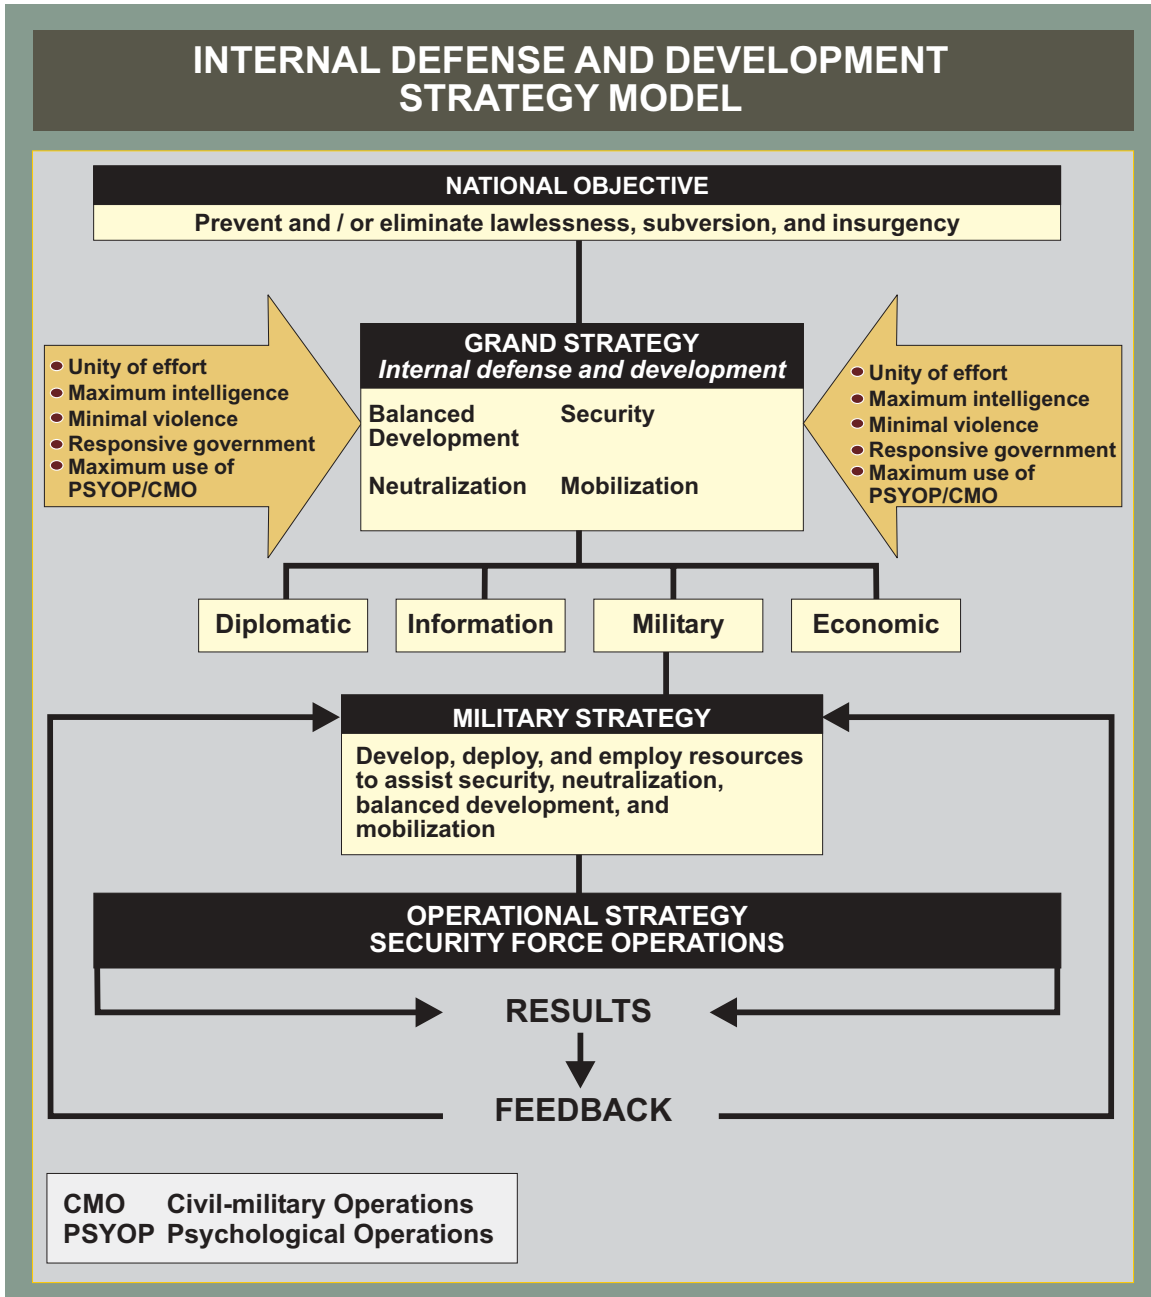 INTERNAL DEFENSE AND DEVELOPMENT
STRATEGY MODEL
NATIONAL OBJECTIVE
Prevent and / or eliminate lawlessness, subversion, and insurgency
Unity of effort
Maximum intelligence
Minimal violence
Responsive government
Maximum use of
PSYOP/CMO
GRAND STRATEGY
Internal defense and development
Balanced
Development
Security
Neutralization
Mobilization
Unity of effort
Maximum intelligence
Minimal violence
Responsive government
Maximum use of
PSYOP/CMO
Diplomatic
Information
Military
Economic
MILITARY STRATEGY
Develop, deploy, and employ resources
to assist security, neutralization,
balanced development, and
mobilization
OPERATIONAL STRATEGY
SECURITY FORCE OPERATIONS
RESULTS
FEEDBACK
CMO Civil-military Operations
PSYOP Psychological Operations